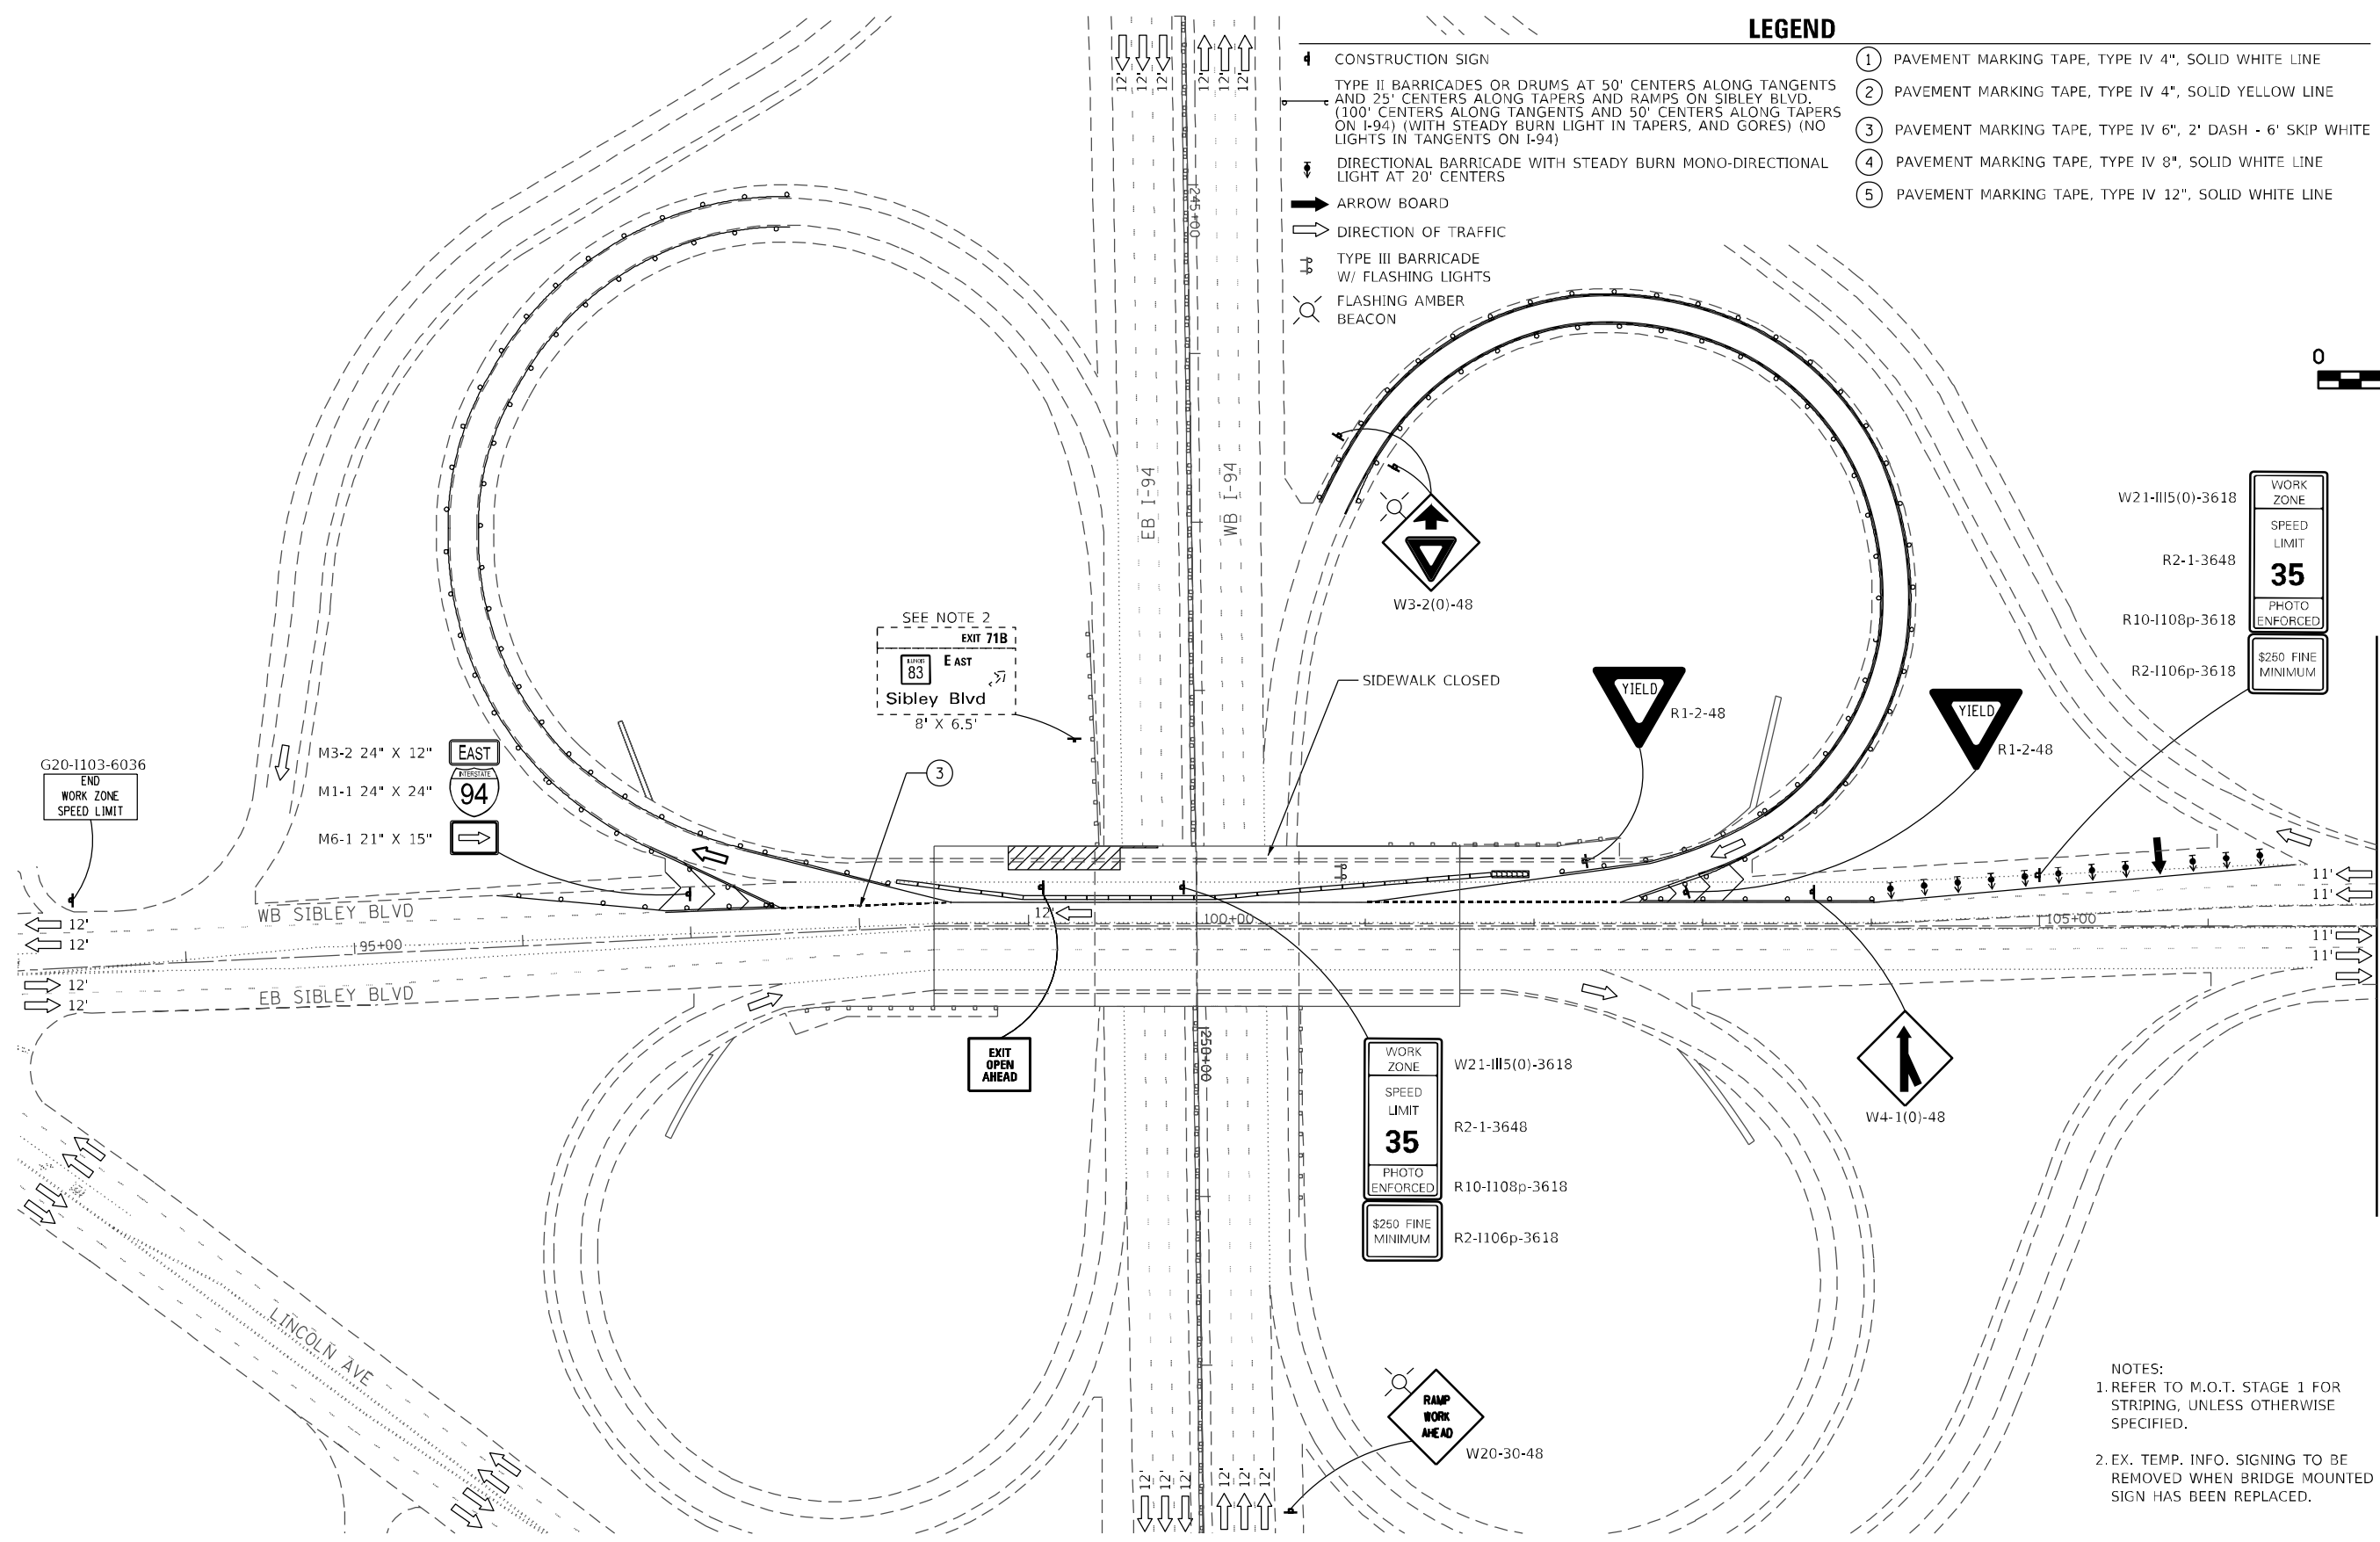 LEGEND
CONSTRUCTION SIGN
TYPE II BARRICADES OR DRUMS AT 50' CENTERS ALONG TANGENTS
AND 25' CENTERS ALONG TAPERS AND RAMPS ON SIBLEY BLVD.
(100' CENTERS ALONG TANGENTS AND 50' CENTERS ALONG TAPERS
ON I-94) (WITH STEADY BURN LIGHT IN TAPERS, AND GORES) (NO
LIGHTS IN TANGENTS ON I-94)
DIRECTIONAL BARRICADE WITH STEADY BURN MONO-DIRECTIONAL
LIGHT AT 20' CENTERS
ARROW BOARD
DIRECTION OF TRAFFIC
TYPE III BARRICADE
W/ FLASHING LIGHTS
FLASHING AMBER
BEACON
1 PAVEMENT MARKING TAPE, TYPE IV 4", SOLID WHITE LINE
2 PAVEMENT MARKING TAPE, TYPE IV 4", SOLID YELLOW LINE
3 PAVEMENT MARKING TAPE, TYPE IV 6", 2' DASH - 6' SKIP WHITE
4 PAVEMENT MARKING TAPE, TYPE IV 8", SOLID WHITE LINE
5 PAVEMENT MARKING TAPE, TYPE IV 12", SOLID WHITE LINE
12' 12' 12' 12' 12' 12'
245+00
0
EB I-94
WB I-94
W3-2(0)-48
W21-III5(0)-3618
R2-1-3648
R10-I108p-3618
R2-I106p-3618
WORK
ZONE
SPEED
LIMIT
35
PHOTO
ENFORCED
$250 FINE
MINIMUM
SEE NOTE 2
EXIT 71B
ILLINOIS
83
EAST
Sibley Blvd
8' X 6.5'
SIDEWALK CLOSED
YIELD
R1-2-48
YIELD
R1-2-48
M3-2 24" X 12"
EAST
M1-1 24" X 24"
INTERSTATE
94
M6-1 21" X 15"
G20-I103-6036
END
WORK ZONE
SPEED LIMIT
3
WB SIBLEY BLVD
12'
12'
95+00
12'
100+00
105+00
11'
11'
11'
11'
12'
12'
EB SIBLEY BLVD
EXIT
OPEN
AHEAD
250+00
WORK
ZONE
SPEED
LIMIT
35
PHOTO
ENFORCED
$250 FINE
MINIMUM
W21-III5(0)-3618
R2-1-3648
R10-I108p-3618
R2-I106p-3618
W4-1(0)-48
LINCOLN AVE
RAMP
WORK
AHEAD
W20-30-48
12' 12' 12' 12' 12' 12'
NOTES:
1. REFER TO M.O.T. STAGE 1 FOR
STRIPING, UNLESS OTHERWISE
SPECIFIED.
2. EX. TEMP. INFO. SIGNING TO BE
REMOVED WHEN BRIDGE MOUNTED
SIGN HAS BEEN REPLACED.